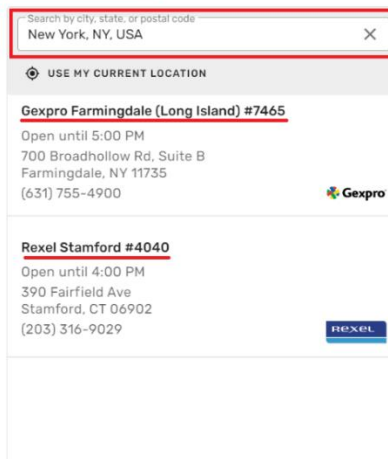 Search by city, state, or postal code
New York, NY, USA
USE MY CURRENT LOCATION
Gexpro Farmingdale (Long Island) #7465
Open until 5:00 PM
700 Broadhollow Rd, Suite B
Farmingdale, NY 11735
(631) 755-4900
Gexpro
Rexel Stamford #4040
Open until 4:00 PM
390 Fairfield Ave
Stamford, CT 06902
(203) 316-9029
REXEL